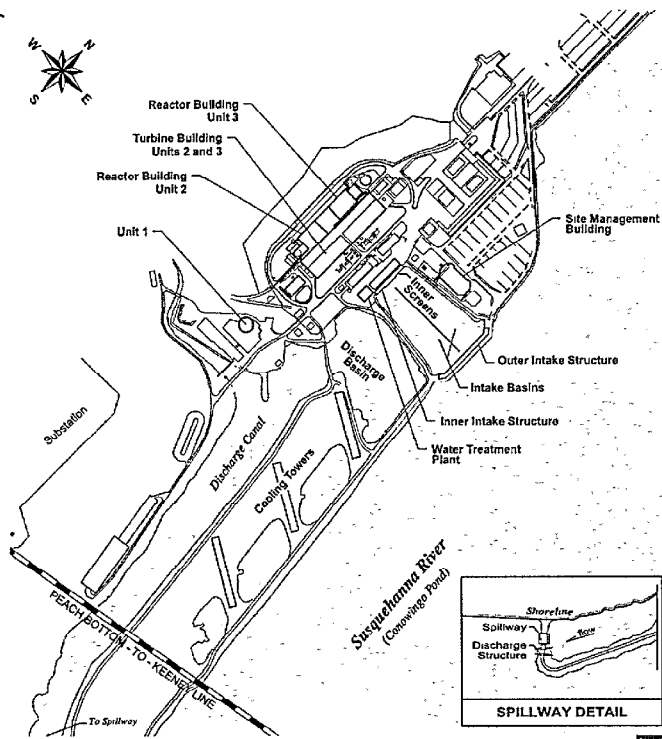 W
N
S
E
Reactor Building
Unit 3
Turbine Building
Units 2 and 3
Reactor Building
Unit 2
Unit 1
Site Management
Building
Inner
Screens
Outer Intake Structure
Discharge
Basin
Intake Basins
Inner Intake Structure
Water Treatment
Plant
Substation
Discharge Canal
Cooling Towers
Susquehanna River
(Conowingo Pond)
PEACH BOTTOM - TO - KEENEY LINE
To Spillway
Shoreline
Spillway
Discharge
Structure
SPILLWAY DETAIL